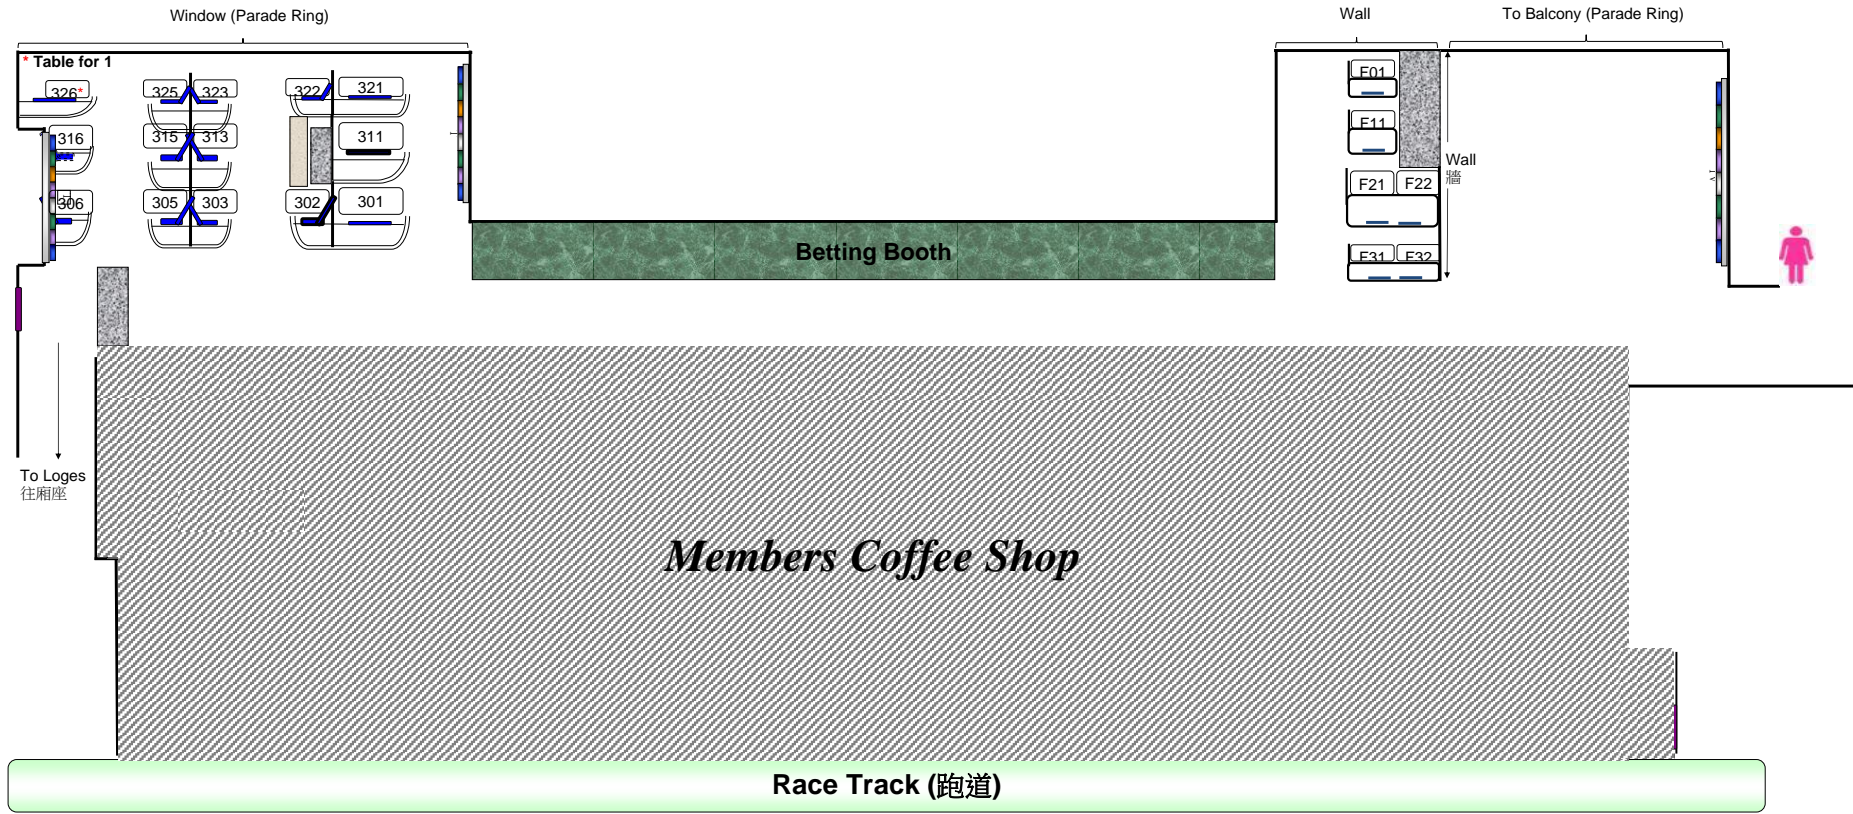 Window (Parade Ring)
Wall
To Balcony (Parade Ring)
* Table for 1
326*
325
323
322
321
316
315
313
311
306
305
303
302
301
F01
F11
F21
F22
F31
F32
Wall
牆
Betting Booth
To Loges
往廂座
Members Coffee Shop
Race Track (跑道)